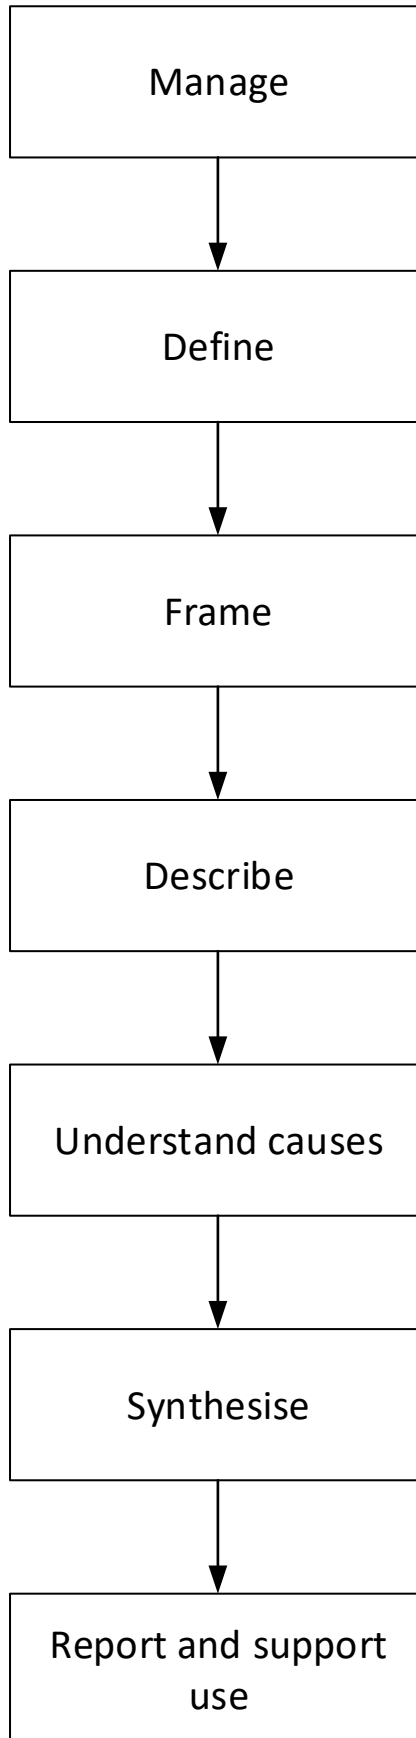 Manage
Define
Frame
Describe
Understand causes
Synthesise
Report and support
use